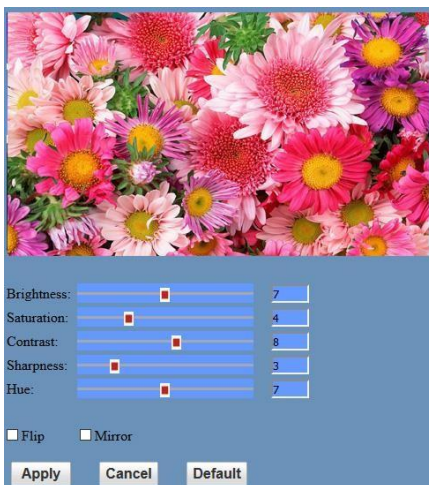 Brightness: 7
Saturation: 4
Contrast: 8
Sharpness: 3
Hue: 7
Flip Mirror
Apply Cancel Default